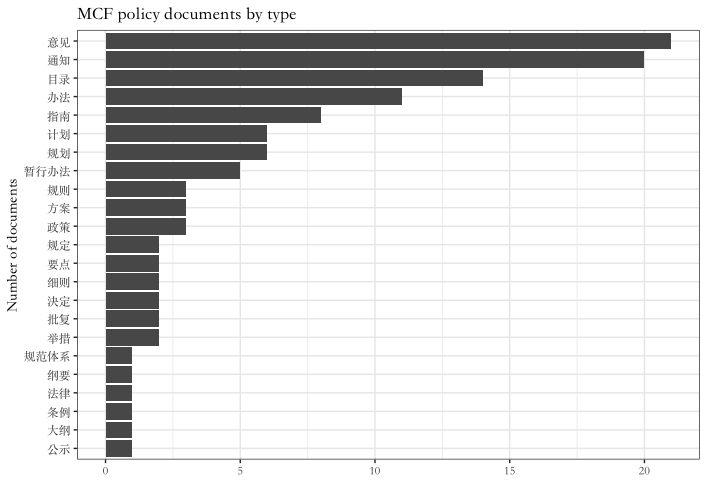 MCF policy documents by type
意见
通知
目录
办法
指南
计划
规划
暂行办法
规则
方案
政策
规定
要点
细则
决定
批复
举措
规范体系
纲要
法律
条例
大纲
公示
Number of documents
0 5 10 15 20